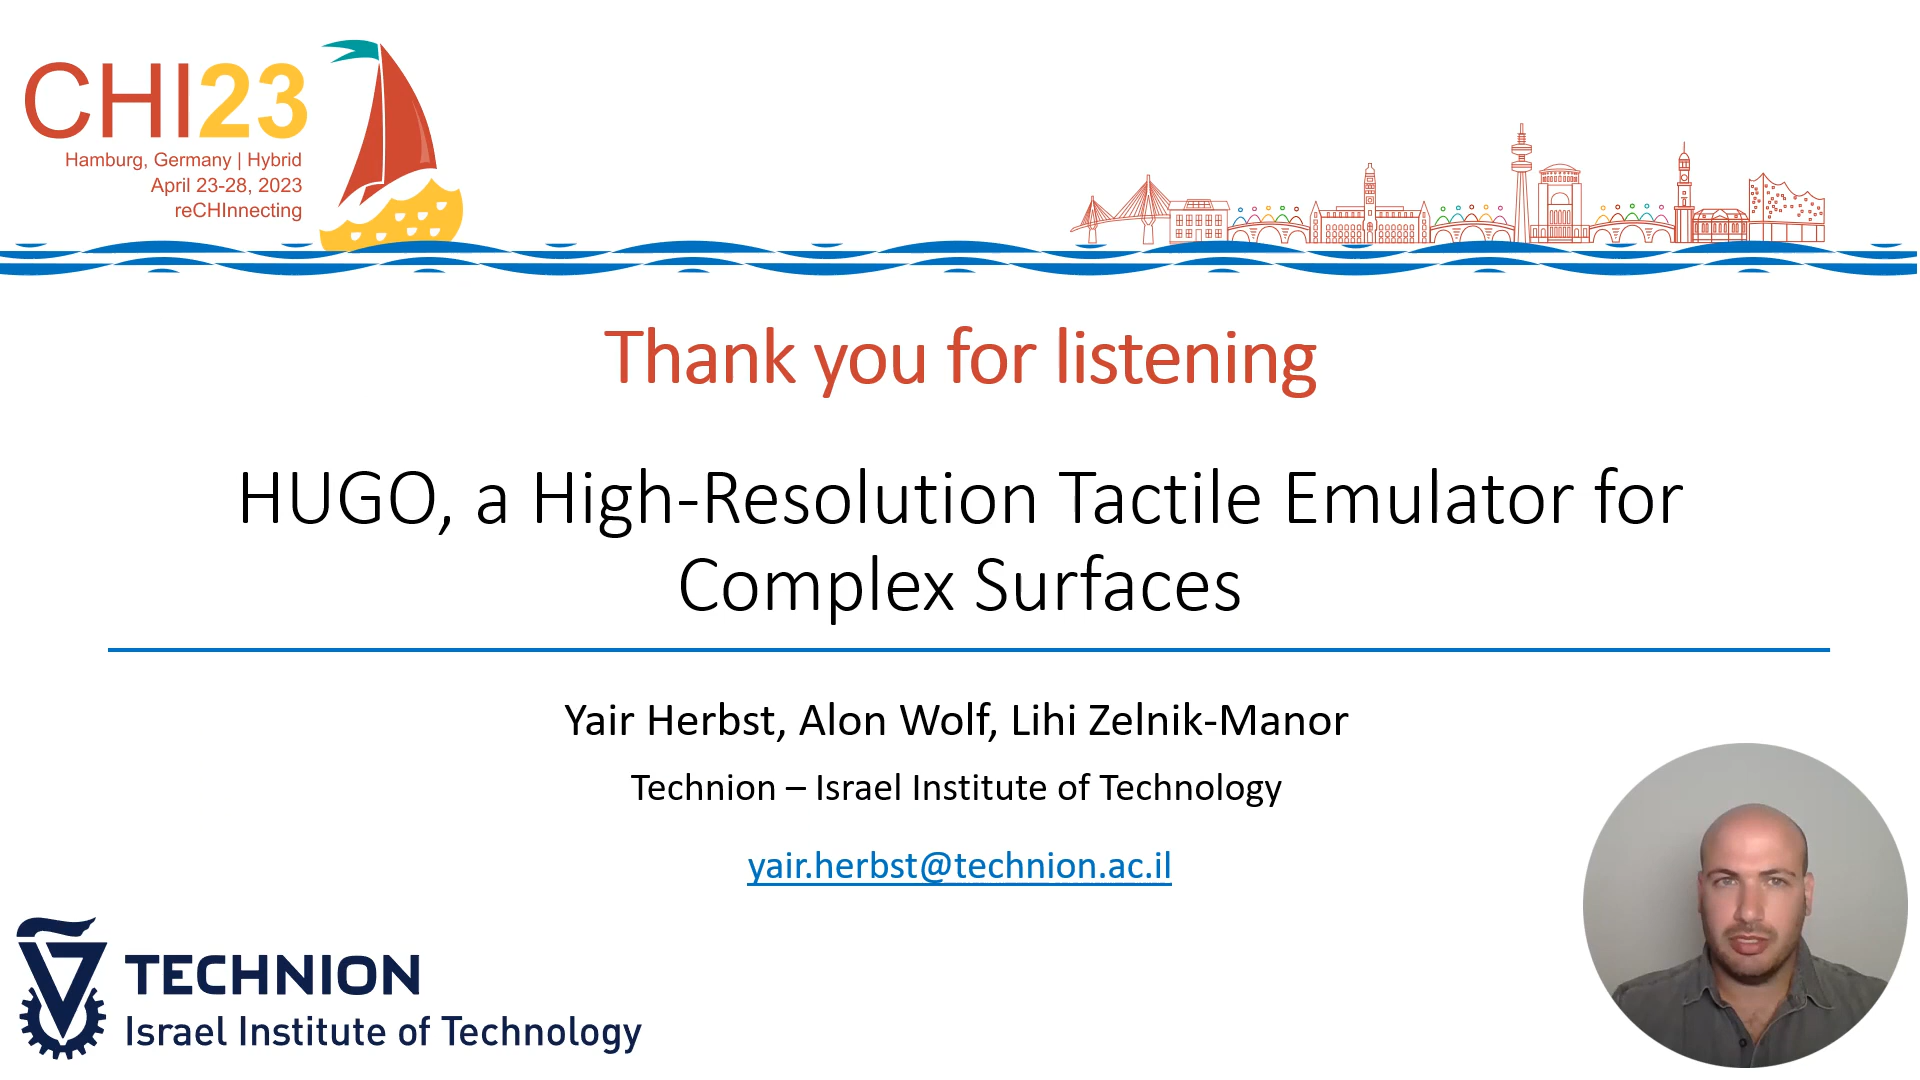 CHI23
Hamburg, Germany | Hybrid
April 23-28, 2023
reCHInnecting
Thank you for listening
HUGO, a High-Resolution Tactile Emulator for
Complex Surfaces
Yair Herbst, Alon Wolf, Lihi Zelnik-Manor
Technion – Israel Institute of Technology
yair.herbst@technion.ac.il
TECHNION
Israel Institute of Technology